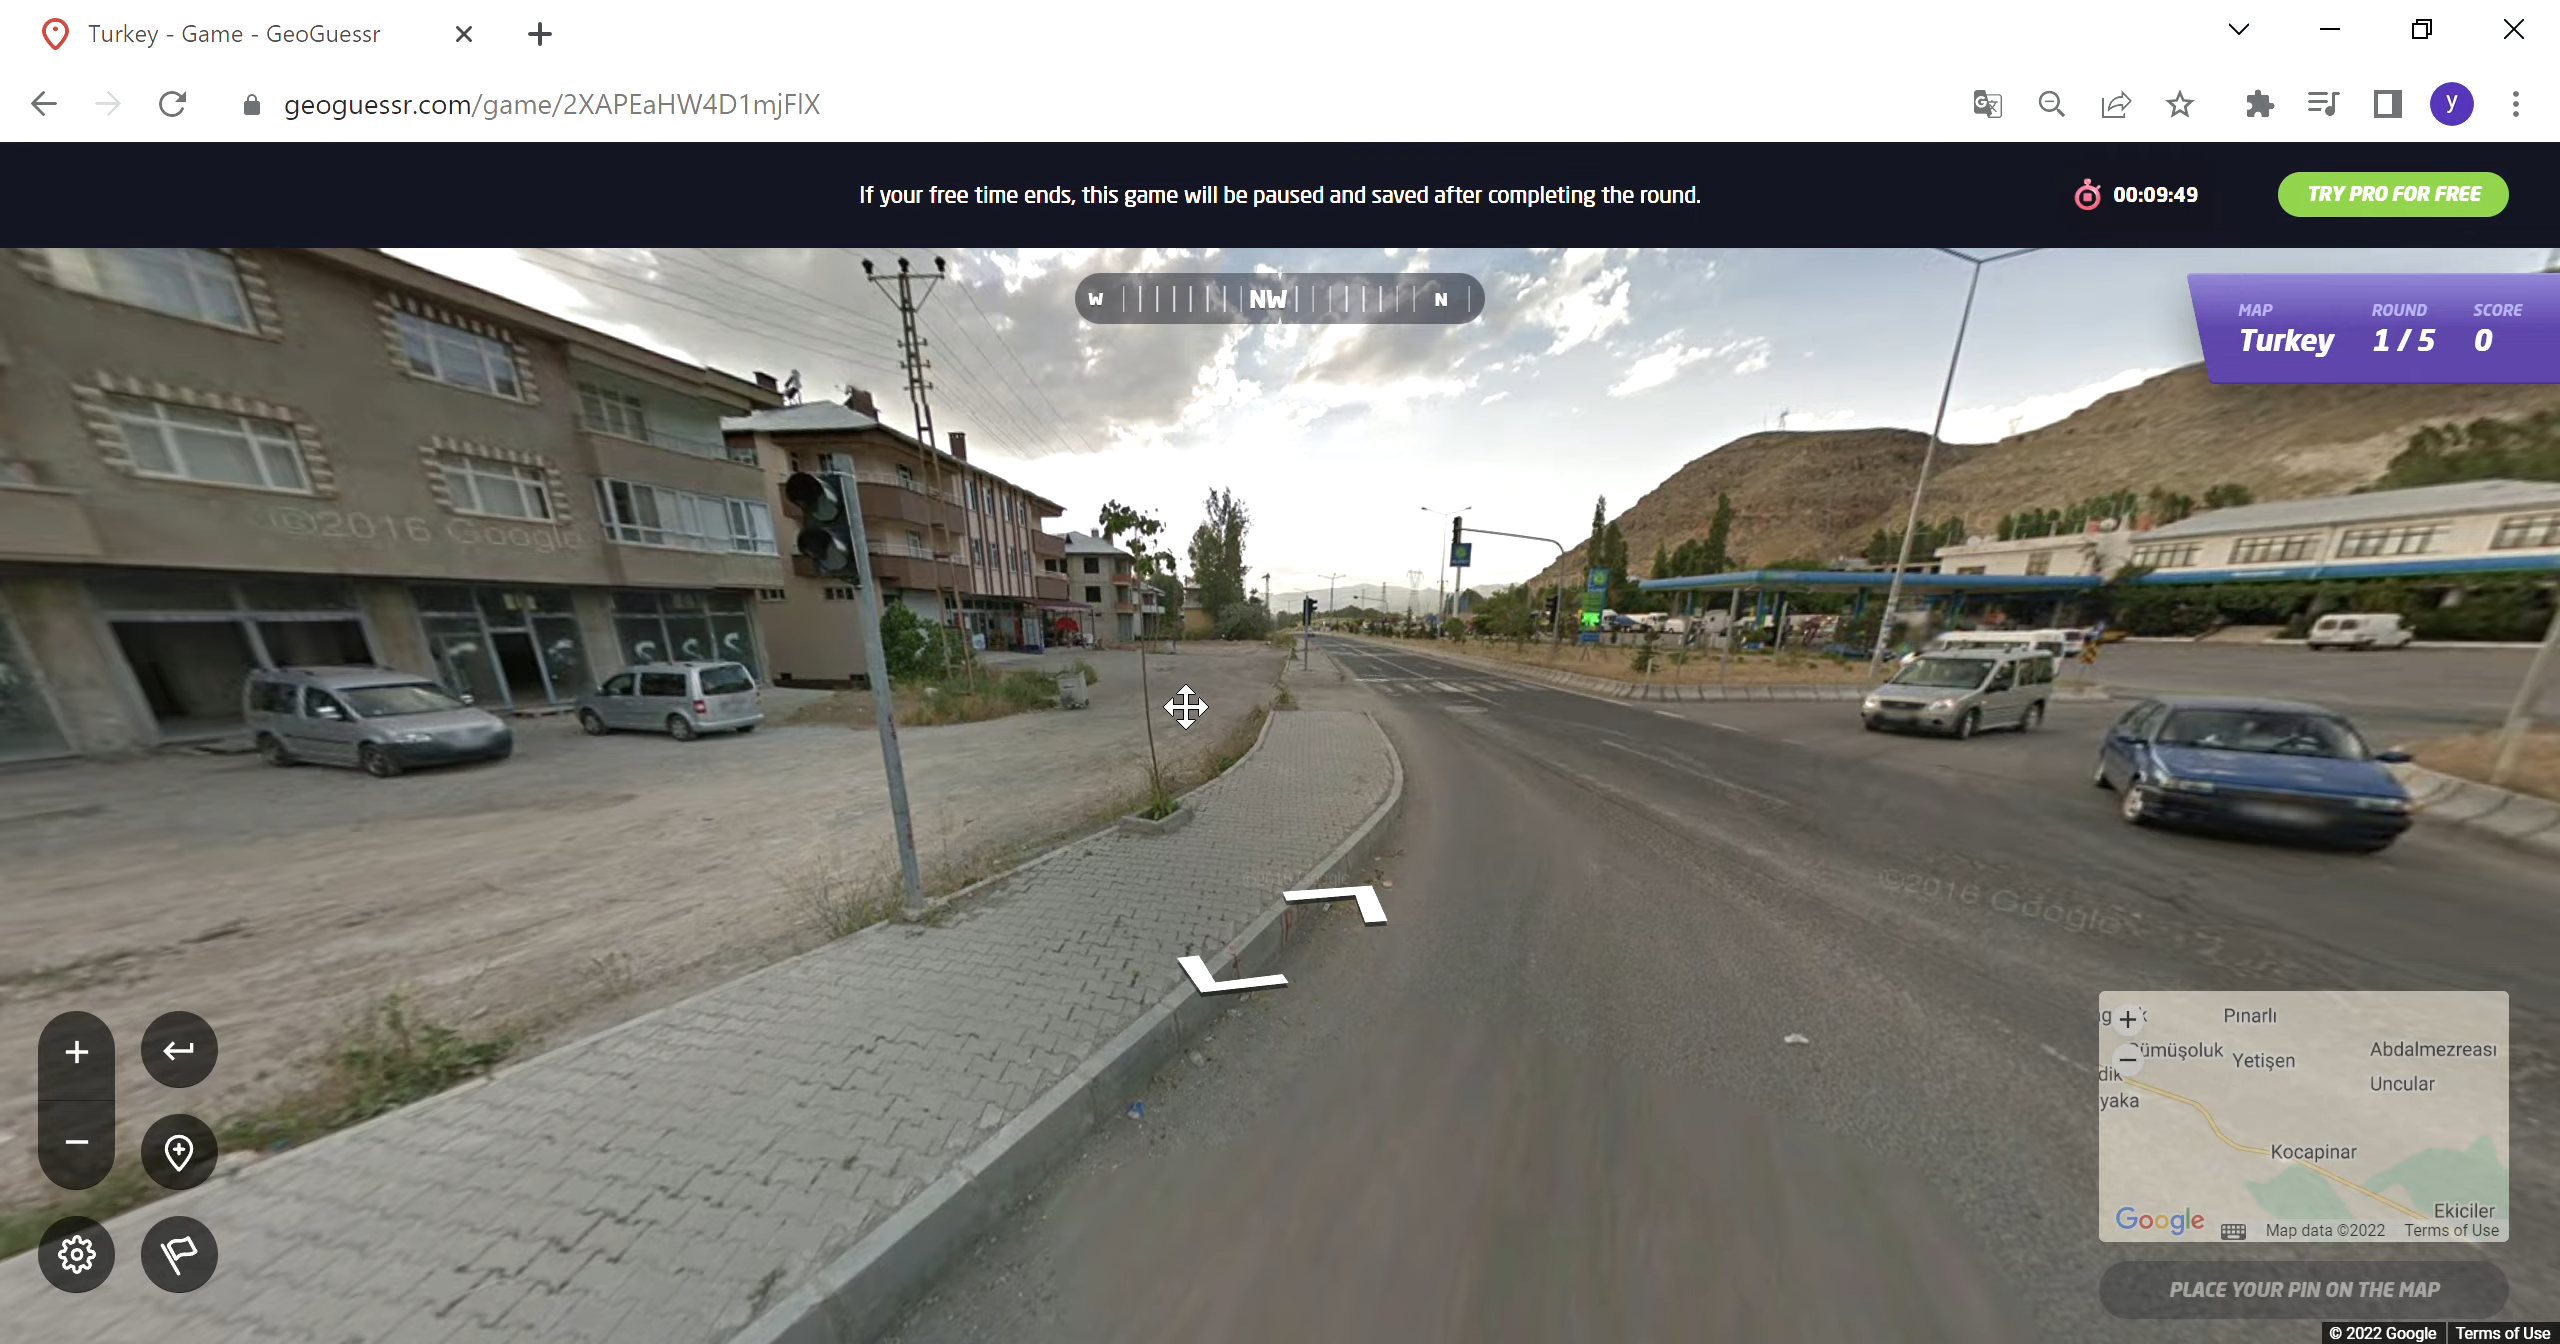 Turkey - Game - GeoGuessr
geoguessr.com/game/2XAPEaHW4D1mjFlX
y
If your free time ends, this game will be paused and saved after completing the round.
00:09:49
TRY PRO FOR FREE
W NW N
MAP ROUND SCORE
Turkey 1 / 5 0
©2016 Google
©2016 Google
Pınarlı
ümüşoluk
Yetişen
Abdalmezreası
dik
Uncular
yaka
Kocapinar
Ekiciler
Google
Map data ©2022 Terms of Use
PLACE YOUR PIN ON THE MAP
© 2022 Google Terms of Use